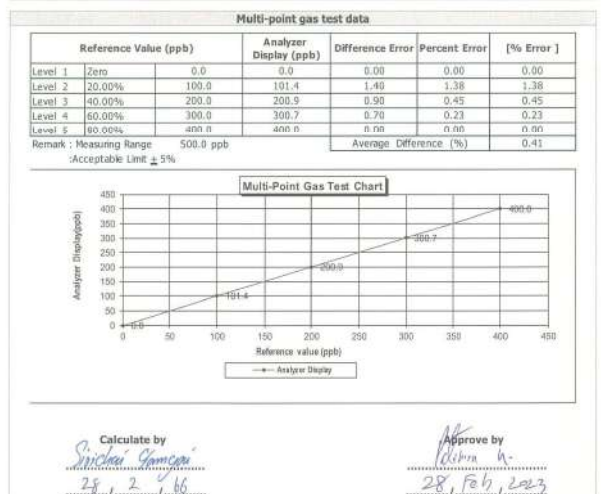 Multi-point gas test data
Reference Value (ppb) Analyzer Display (ppb) Difference Error Percent Error [% Error ]
Level 1 Zero 0.0 0.0 0.00 0.00 0.00
Level 2 20.00% 100.0 101.4 1.40 1.38 1.38
Level 3 40.00% 200.0 200.9 0.90 0.45 0.45
Level 4 60.00% 300.0 300.7 0.70 0.23 0.23
Level 5 80.00% 400.0 400.0 0.00 0.00 0.00
Remark : Measuring Range 500.0 ppb Average Difference (%) 0.41
:Acceptable Limit ± 5%
Multi-Point Gas Test Chart
Analyzer Display(ppb)
450
400 400.0
350
300 300.7
250
200 200.9
150
100 101.4
50
0 0.0
0 50 100 150 200 250 300 350 400 450
Reference value (ppb)
Analyzer Display
Calculate by Approve by
28 , 2 , 66 28, Feb, 2023